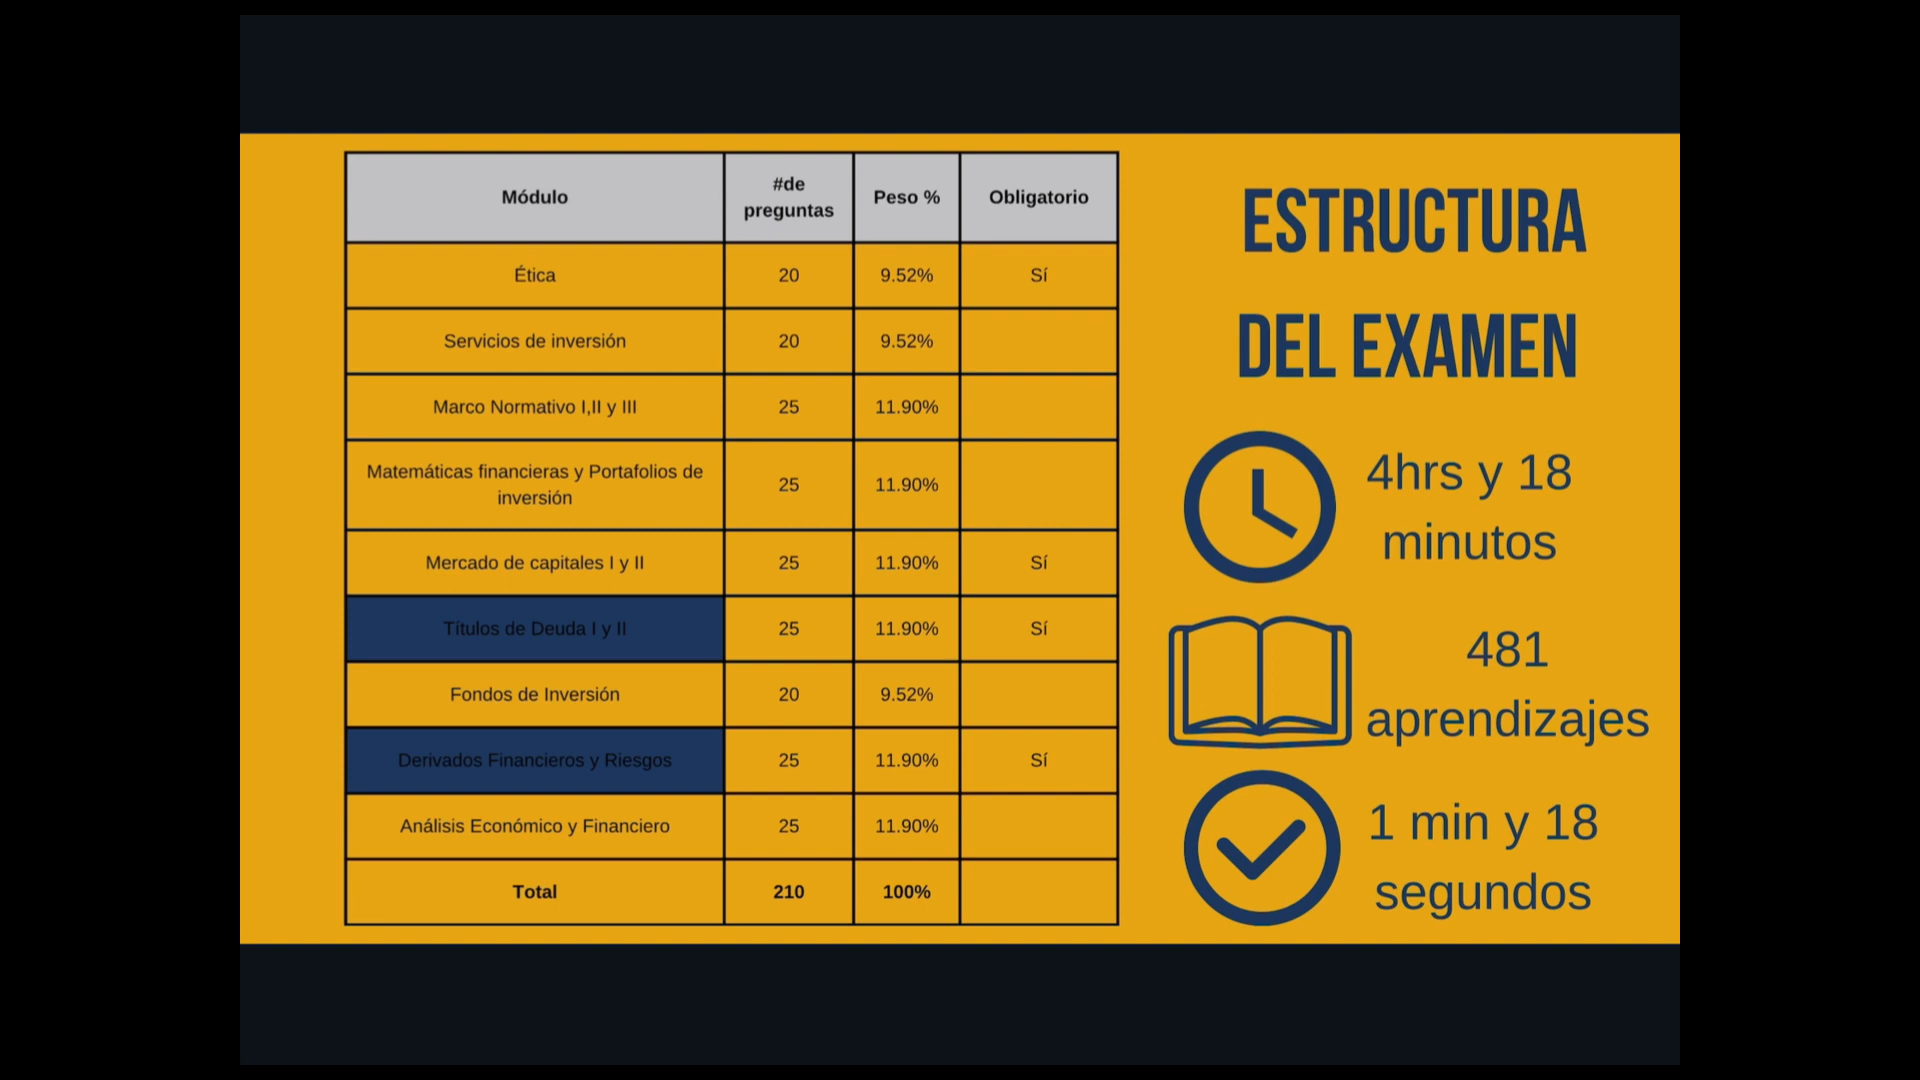 Módulo
#de
preguntas
Peso %
Obligatorio
Ética
20
9.52%
Sí
Servicios de inversión
20
9.52%
Marco Normativo I,II y III
25
11.90%
Matemáticas financieras y Portafolios de
inversión
25
11.90%
Mercado de capitales I y II
25
11.90%
Sí
Títulos de Deuda I y II
25
11.90%
Sí
Fondos de Inversión
20
9.52%
Derivados Financieros y Riesgos
25
11.90%
Sí
Análisis Económico y Financiero
25
11.90%
Total
210
100%
ESTRUCTURA
DEL EXAMEN
4hrs y 18
minutos
481
aprendizajes
1 min y 18
segundos